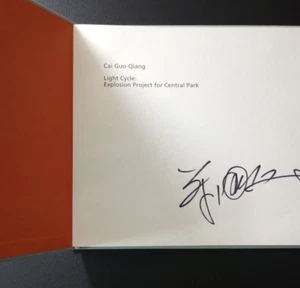 Cai Guo-Qiang
Light Cycle:
Explosion Project for Central Park